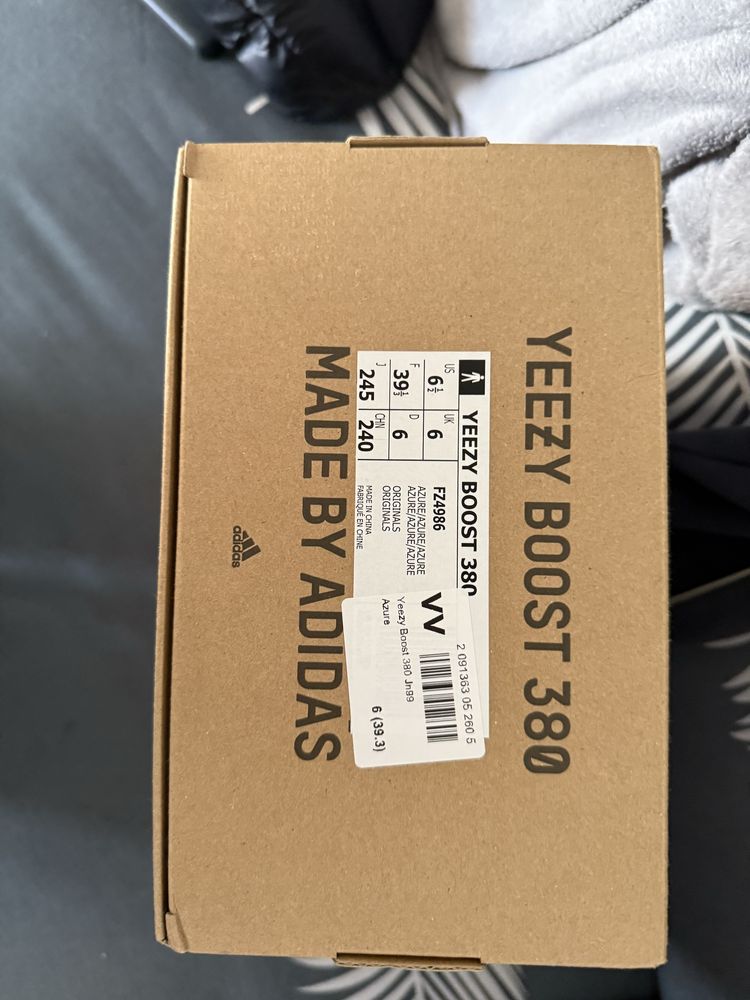 YEEZY BOOST 380
YEEZY BOOST 380
US
6½
UK
6
F
39⅓
D
6
J
245
CHN
240
FZ4986
AZURE/AZURE/AZURE
AZURE/AZURE/AZURE
ORIGINALS
ORIGINALS
MADE IN CHINA
FABRIQUÉ EN CHINE
2 091363 05 260 5
VV
Yeezy Boost 380 Jn99
Azure
6 (39.3)
MADE BY ADIDAS
adidas